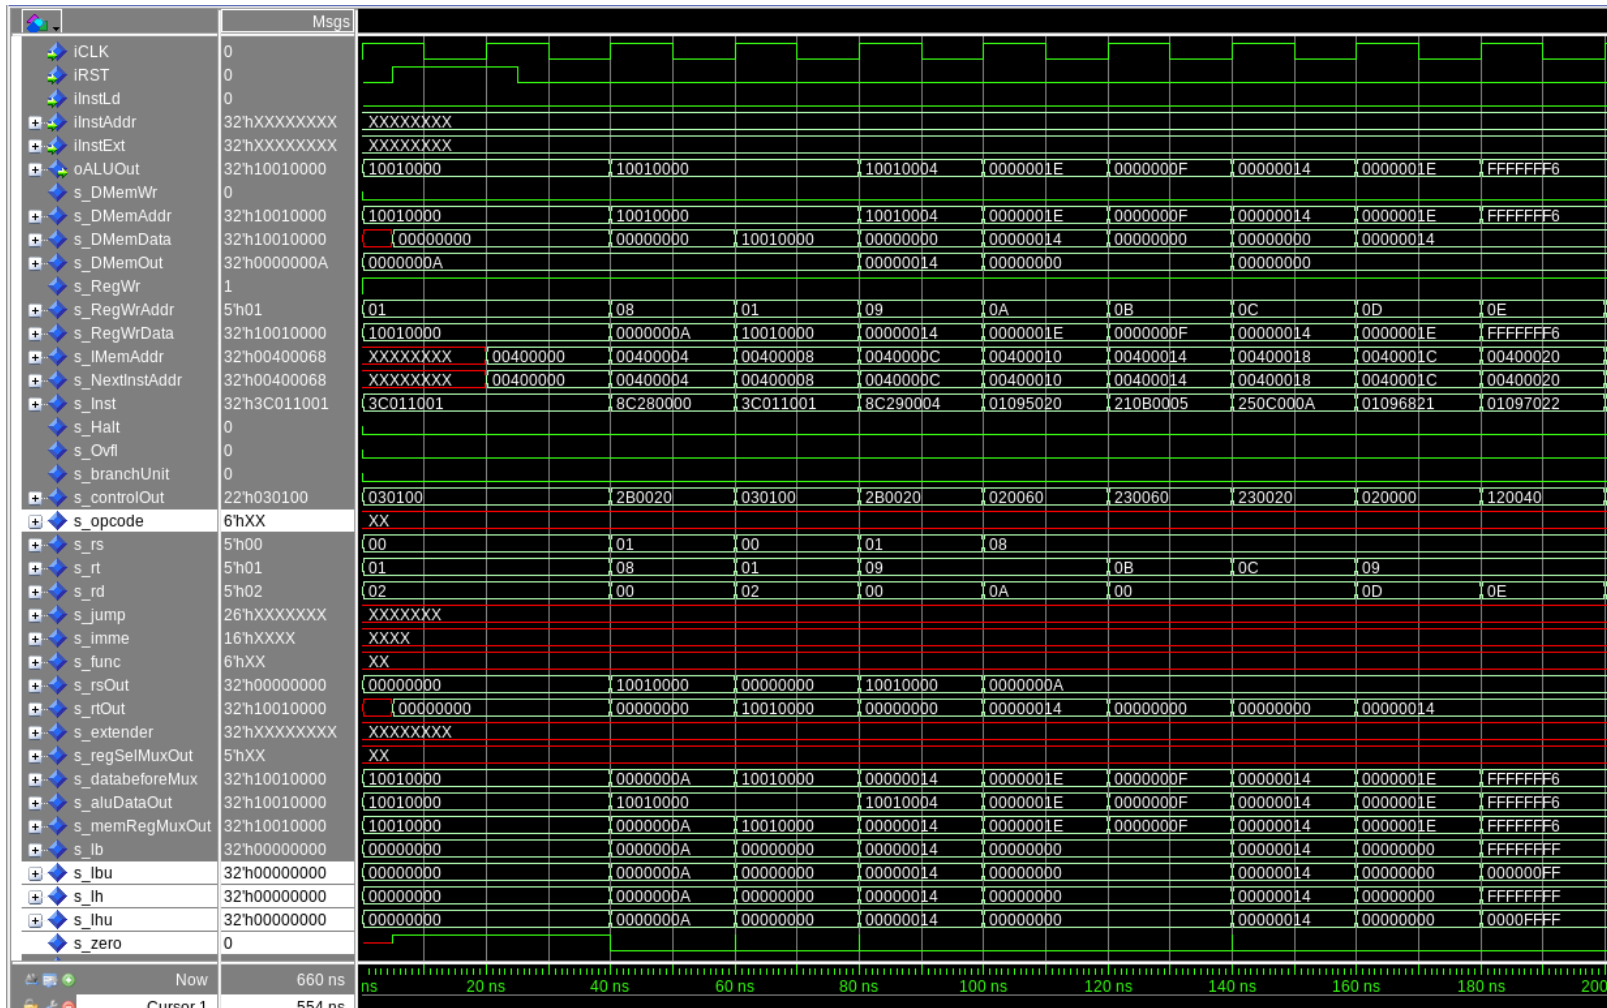 Msgs
iCLK 0
iRST 0
iInstLd 0
iInstAddr 32'hXXXXXXXX XXXXXXXX
iInstExt 32'hXXXXXXXX XXXXXXXX
oALUOut 32'h10010000 10010000 10010000 10010004 0000001E 0000000F 00000014 0000001E FFFFFFF6
s_DMemWr 0
s_DMemAddr 32'h10010000 10010000 10010000 10010004 0000001E 0000000F 00000014 0000001E FFFFFFF6
s_DMemData 32'h10010000 00000000 00000000 10010000 00000000 00000014 00000000 00000000 00000014
s_DMemOut 32'h0000000A 0000000A 00000014 00000000 00000000
s_RegWr 1
s_RegWrAddr 5'h01 01 08 01 09 0A 0B 0C 0D 0E
s_RegWrData 32'h10010000 10010000 0000000A 10010000 00000014 0000001E 0000000F 00000014 0000001E FFFFFFF6
s_IMemAddr 32'h00400068 XXXXXXXX 00400000 00400004 00400008 0040000C 00400010 00400014 00400018 0040001C 00400020
s_NextInstAddr 32'h00400068 XXXXXXXX 00400000 00400004 00400008 0040000C 00400010 00400014 00400018 0040001C 00400020
s_Inst 32'h3C011001 3C011001 8C280000 3C011001 8C290004 01095020 210B0005 250C000A 01096821 01097022
s_Halt 0
s_Ovfl 0
s_branchUnit 0
s_controlOut 22'h030100 030100 2B0020 030100 2B0020 020060 230060 230020 020000 120040
s_opcode 6'hXX XX
s_rs 5'h00 00 01 00 01 08
s_rt 5'h01 01 08 01 09 0B 0C 09
s_rd 5'h02 02 00 02 00 0A 00 0D 0E
s_jump 26'hXXXXXXX XXXXXXX
s_imme 16'hXXXX XXXX
s_func 6'hXX XX
s_rsOut 32'h00000000 00000000 10010000 00000000 10010000 0000000A
s_rtOut 32'h10010000 00000000 00000000 10010000 00000000 00000014 00000000 00000000 00000014
s_extender 32'hXXXXXXXX XXXXXXXX
s_regSelMuxOut 5'hXX XX
s_databeforeMux 32'h10010000 10010000 0000000A 10010000 00000014 0000001E 0000000F 00000014 0000001E FFFFFFF6
s_aluDataOut 32'h10010000 10010000 10010000 10010004 0000001E 0000000F 00000014 0000001E FFFFFFF6
s_memRegMuxOut 32'h10010000 10010000 0000000A 10010000 00000014 0000001E 0000000F 00000014 0000001E FFFFFFF6
s_lb 32'h00000000 00000000 0000000A 00000000 00000014 00000000 00000014 00000000 FFFFFFFF
s_lbu 32'h00000000 00000000 0000000A 00000000 00000014 00000000 00000014 00000000 000000FF
s_lh 32'h00000000 00000000 0000000A 00000000 00000014 00000000 00000014 00000000 FFFFFFFF
s_lhu 32'h00000000 00000000 0000000A 00000000 00000014 00000000 00000014 00000000 0000FFFF
s_zero 0
Now 660 ns ns 20 ns 40 ns 60 ns 80 ns 100 ns 120 ns 140 ns 160 ns 180 ns 200
Cursor 1 554 ns